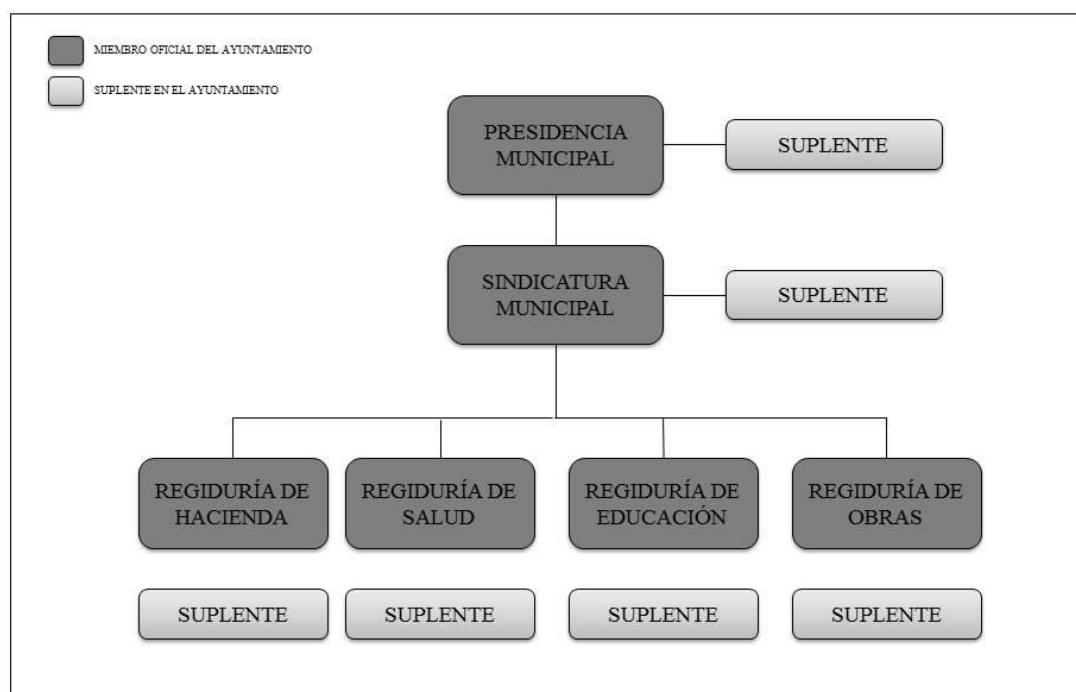 MIEMBRO OFICIAL DEL AYUNTAMIENTO
SUPLENTE EN EL AYUNTAMIENTO
PRESIDENCIA
MUNICIPAL
SUPLENTE
SINDICATURA
MUNICIPAL
SUPLENTE
REGIDURÍA DE
HACIENDA
REGIDURÍA DE
SALUD
REGIDURÍA DE
EDUCACIÓN
REGIDURÍA DE
OBRAS
SUPLENTE
SUPLENTE
SUPLENTE
SUPLENTE